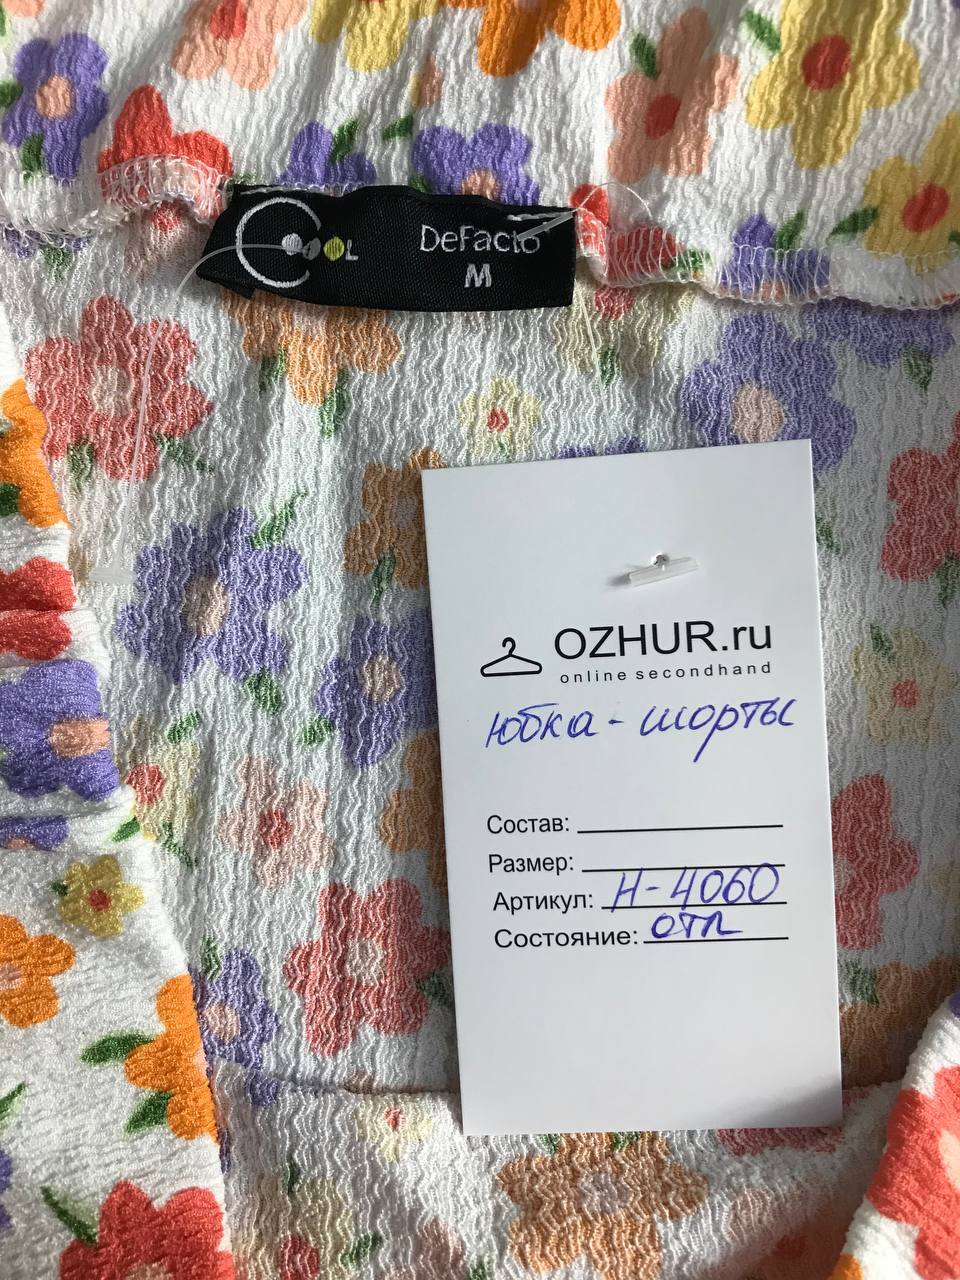 COOL DeFacto
M
OZHUR.ru
online secondhand
юбка - шорты
Состав:
Размер:
Артикул: Н-4060
Состояние: отл